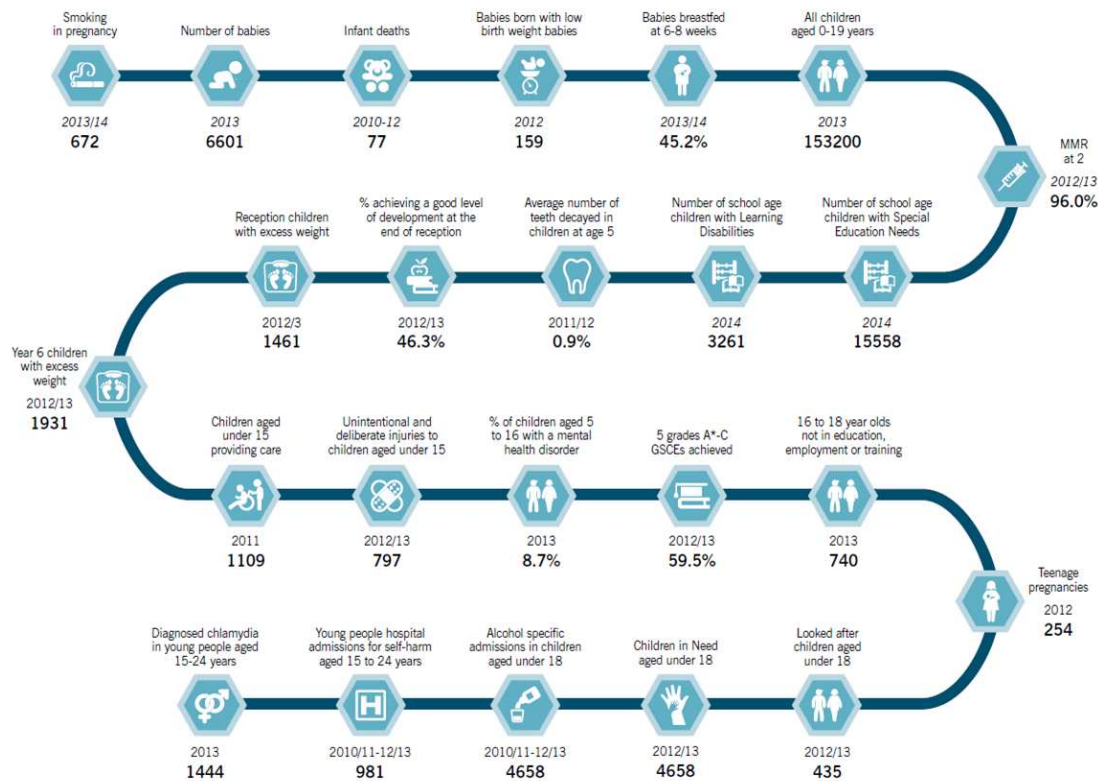 Smoking
in pregnancy
2013/14
672
Number of babies
2013
6601
Infant deaths
2010-12
77
Babies born with low
birth weight babies
2012
159
Babies breastfed
at 6-8 weeks
2013/14
45.2%
All children
aged 0-19 years
2013
153200
MMR
at 2
2012/13
96.0%
Reception children
with excess weight
2012/3
1461
% achieving a good level
of development at the
end of reception
2012/13
46.3%
Average number of
teeth decayed in
children at age 5
2011/12
0.9%
Number of school age
children with Learning
Disabilities
2014
3261
Number of school age
children with Special
Education Needs
2014
15558
Year 6 children
with excess
weight
2012/13
1931
Children aged
under 15
providing care
2011
1109
Unintentional and
deliberate injuries to
children aged under 15
2012/13
797
% of children aged 5
to 16 with a mental
health disorder
2013
8.7%
5 grades A*-C
GSCEs achieved
2012/13
59.5%
16 to 18 year olds
not in education,
employment or training
2013
740
Teenage
pregnancies
2012
254
Diagnosed chlamydia
in young people aged
15-24 years
2013
1444
Young people hospital
admissions for self-harm
aged 15 to 24 years
H
2010/11-12/13
981
Alcohol specific
admissions in children
aged under 18
2010/11-12/13
4658
Children in Need
aged under 18
2012/13
4658
Looked after
children aged
under 18
2012/13
435